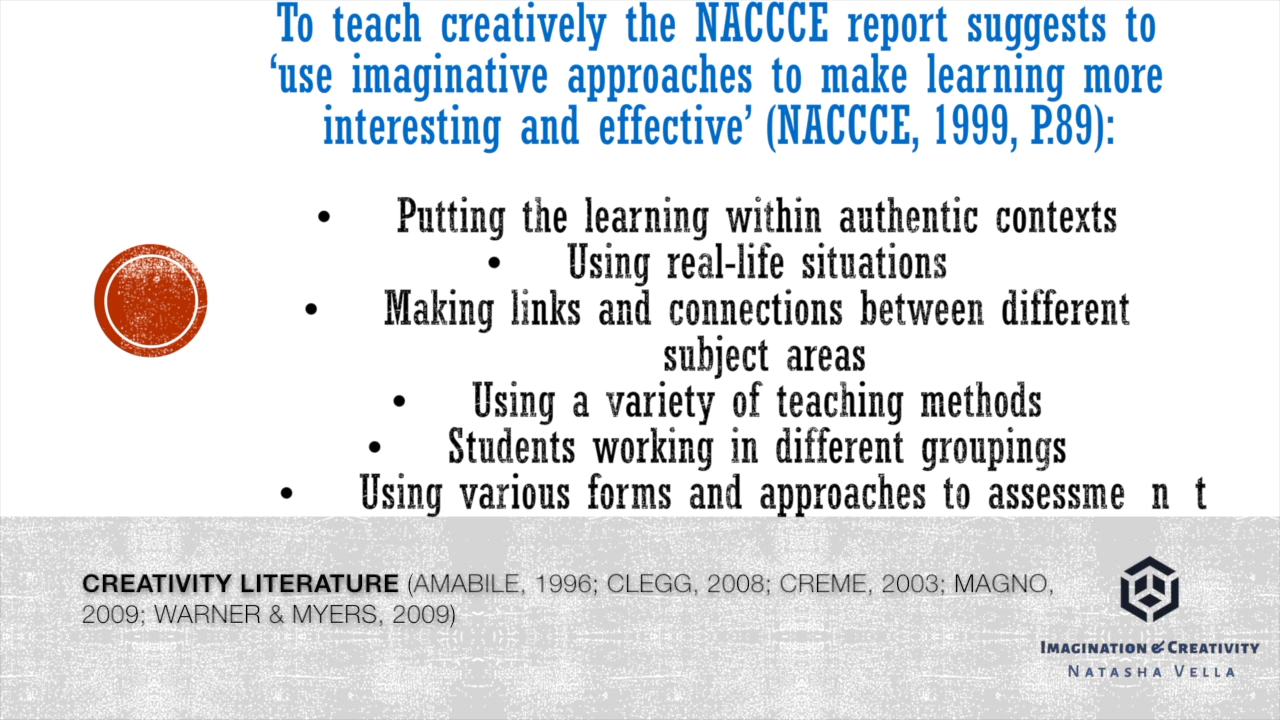 To teach creatively the NACCCE report suggests to
‘use imaginative approaches to make learning more
interesting and effective’ (NACCCE, 1999, P.89):
• Putting the learning within authentic contexts
• Using real-life situations
• Making links and connections between different
subject areas
• Using a variety of teaching methods
• Students working in different groupings
• Using various forms and approaches to assessme n t
CREATIVITY LITERATURE (AMABILE, 1996; CLEGG, 2008; CREME, 2003; MAGNO,
2009; WARNER & MYERS, 2009)
IMAGINATION & CREATIVITY
NATASHA VELLA